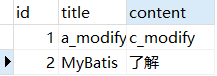 id title content
1 a_modify c_modify
2 MyBatis 了解